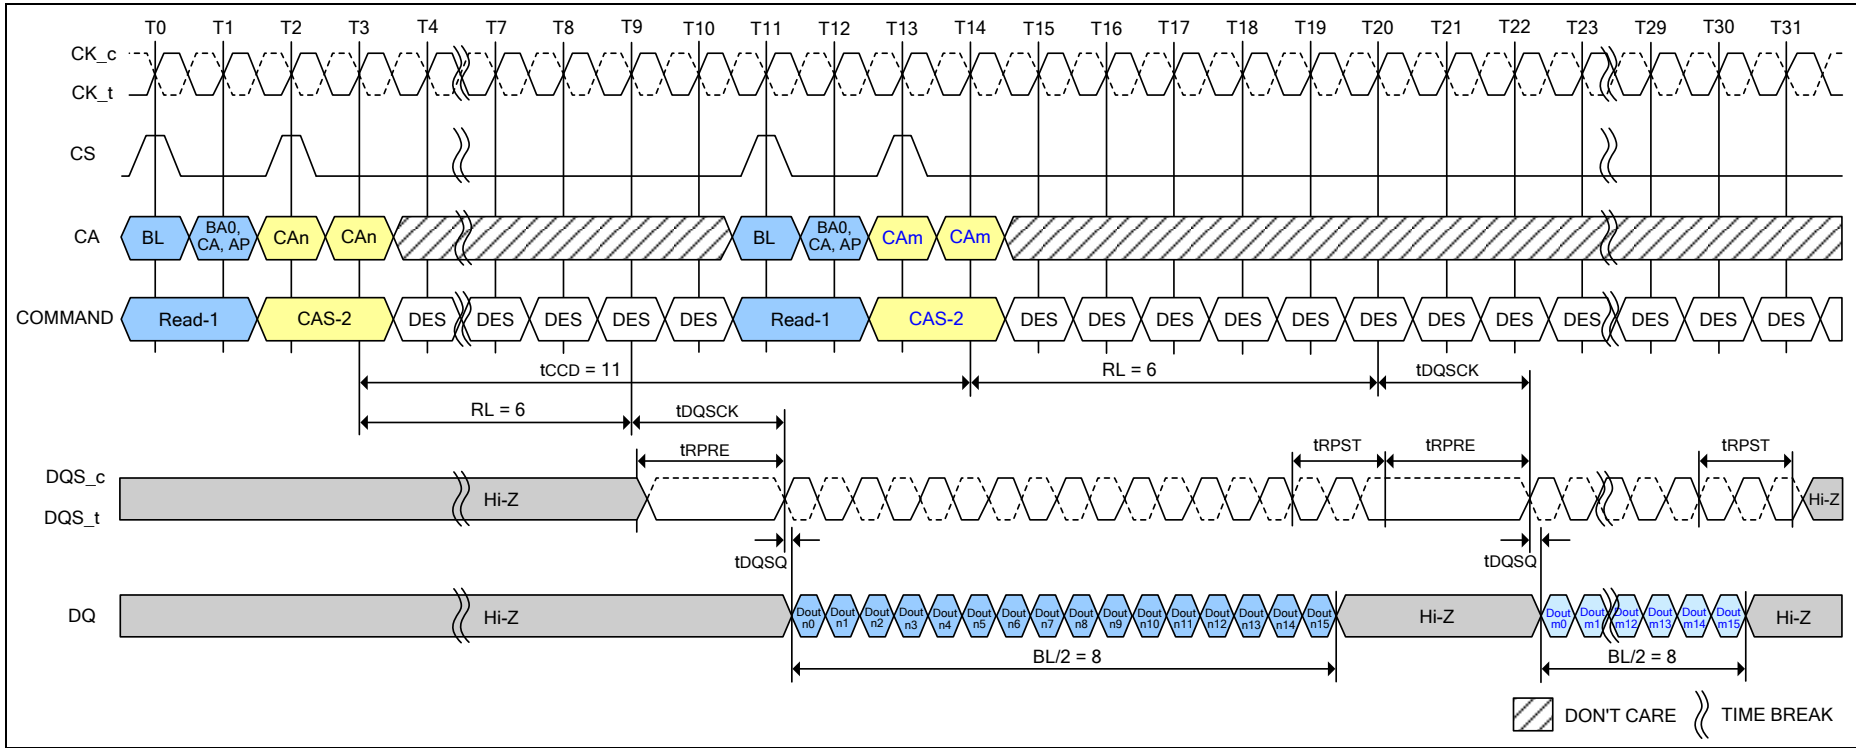 T0 T1 T2 T3 T4 T7 T8 T9 T10 T11 T12 T13 T14 T15 T16 T17 T18 T19 T20 T21 T22 T23 T29 T30 T31
CK_c
CK_t
CS
CA BL BA0, CA, AP CAn CAn BL BA0, CA, AP CAm CAm
COMMAND Read-1 CAS-2 DES DES DES DES DES Read-1 CAS-2 DES DES DES DES DES DES DES DES DES DES DES DES
tCCD = 11 RL = 6 tDQSCK
RL = 6 tDQSCK
tRPRE tRPST tRPRE tRPST
DQS_c
Hi-Z Hi-Z
DQS_t
tDQSQ tDQSQ
DQ Hi-Z Dout n0 Dout n1 Dout n2 Dout n3 Dout n4 Dout n5 Dout n6 Dout n7 Dout n8 Dout n9 Dout n10 Dout n11 Dout n12 Dout n13 Dout n14 Dout n15 Hi-Z Dout m0 Dout m1 Dout m12 Dout m13 Dout m14 Dout m15 Hi-Z
BL/2 = 8 BL/2 = 8
DON'T CARE TIME BREAK